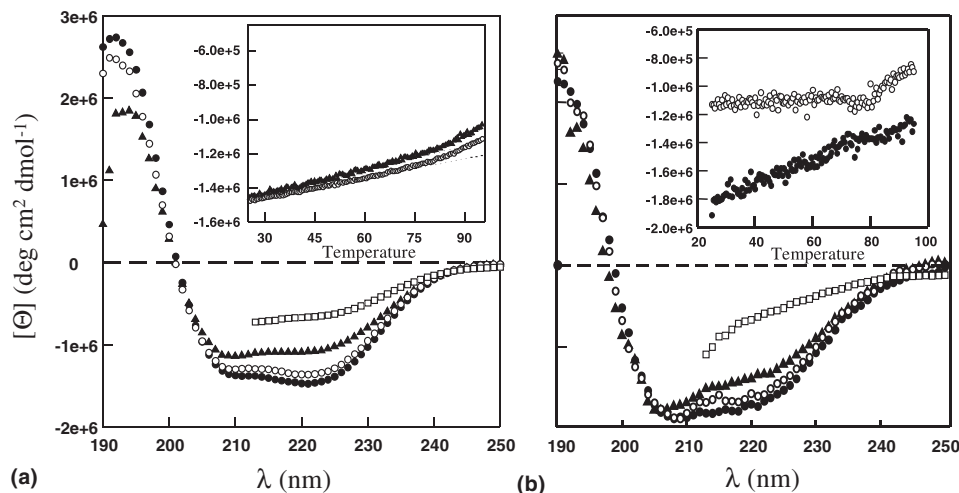 3e+6
2e+6
1e+6
0
-1e+6
-2e+6
[Θ] (deg cm² dmol⁻¹)
190 200 210 220 230 240 250
λ (nm)
(a)
-6.0e+5
-8.0e+5
-1.0e+6
-1.2e+6
-1.4e+6
-1.6e+6
30 45 60 75 90
Temperature
190 200 210 220 230 240 250
λ (nm)
(b)
-6.0e+5
-8.0e+5
-1.0e+6
-1.2e+6
-1.4e+6
-1.6e+6
-1.8e+6
-2.0e+6
20 40 60 80 100
Temperature